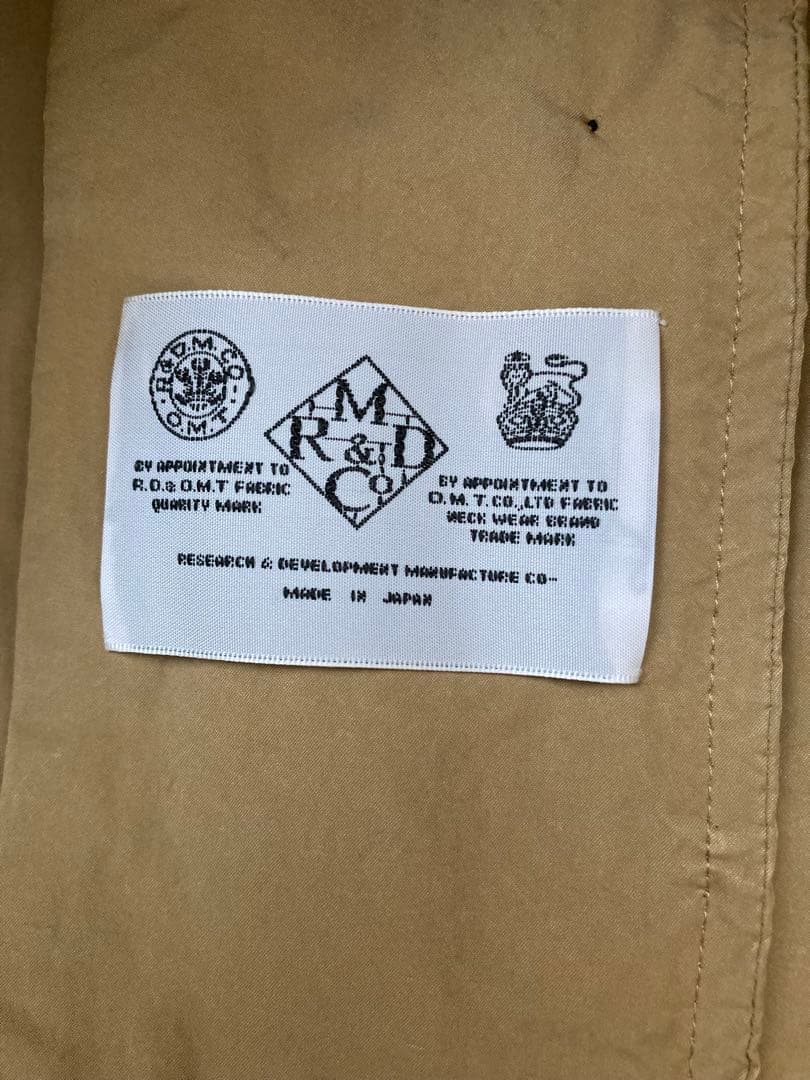 R&D.M.CO-
O.M.T
M
R & D
Co
BY APPOINTMENT TO
R.D.& O.M.T FABRIC
QUARITY MARK
BY APPOINTMENT TO
O.M.T.CO.,LTD FABRIC
NECK WEAR BRAND
TRADE MARK
RESEARCH & DEVELOPMENT MANUFACTURE CO--
MADE IN JAPAN